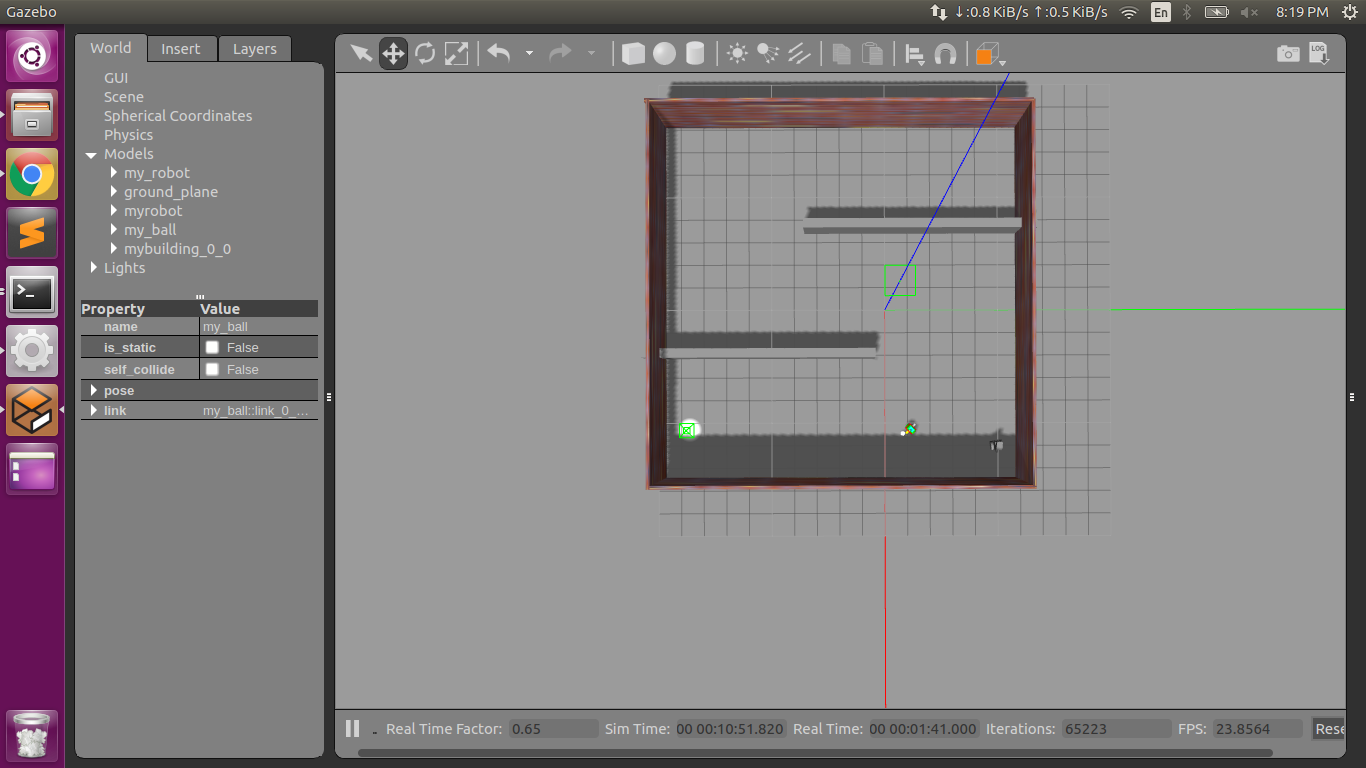 Gazebo
↓:0.8 KiB/s ↑:0.5 KiB/s En 8:19 PM
World Insert Layers
GUI
Scene
Spherical Coordinates
Physics
Models
my_robot
ground_plane
myrobot
my_ball
mybuilding_0_0
Lights
Property Value
name my_ball
is_static False
self_collide False
pose
link my_ball::link_0_...
LOG
Real Time Factor: 0.65 Sim Time: 00 00:10:51.820 Real Time: 00 00:01:41.000 Iterations: 65223 FPS: 23.8564 Rese